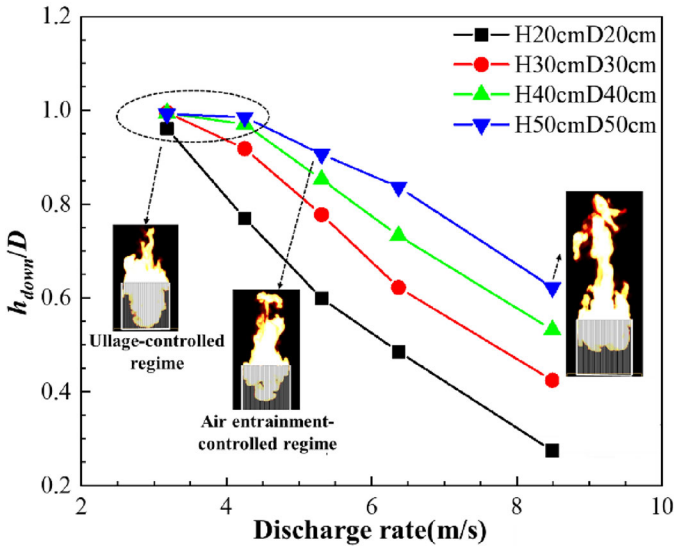 1.2
1.0
0.8
0.6
0.4
0.2
h_down/D
H20cmD20cm
H30cmD30cm
H40cmD40cm
H50cmD50cm
Ullage-controlled
regime
Air entrainment-
controlled regime
2
4
6
8
10
Discharge rate(m/s)